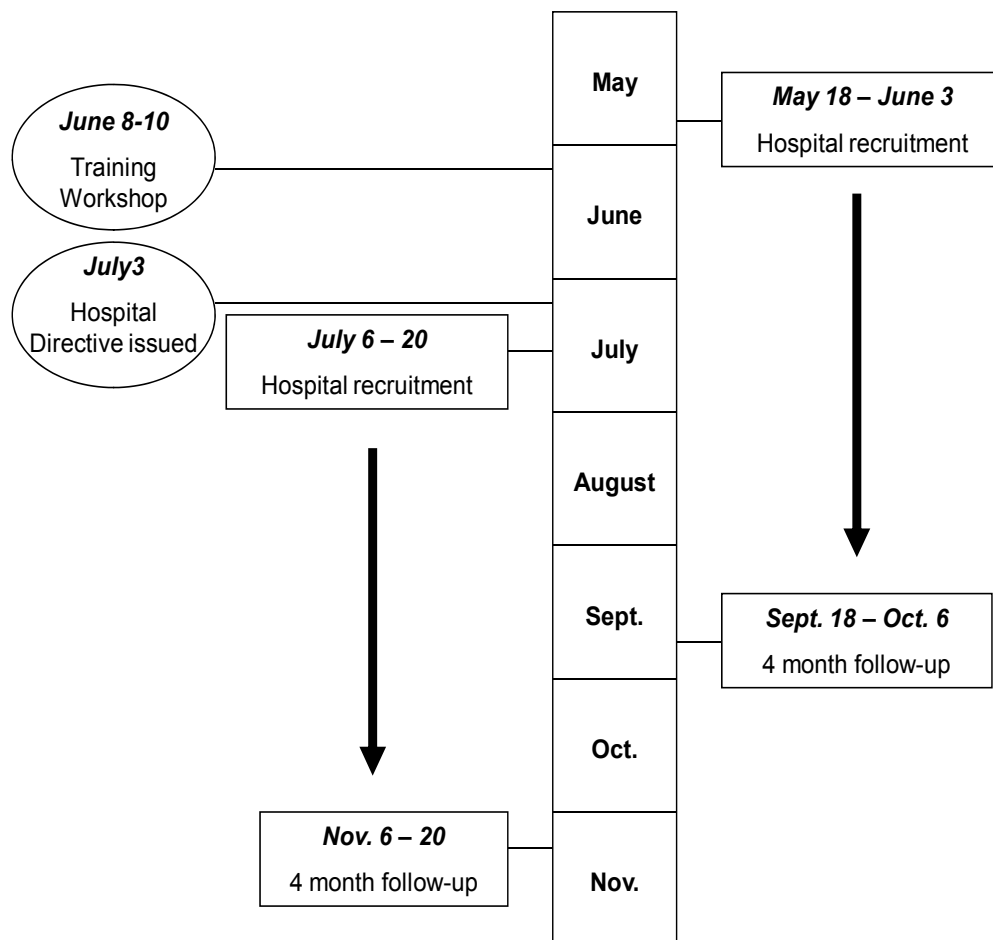 May
May 18 – June 3
Hospital recruitment
June 8-10
Training
Workshop
June
July3
Hospital
Directive issued
July 6 – 20
Hospital recruitment
July
August
Sept.
Sept. 18 – Oct. 6
4 month follow-up
Oct.
Nov. 6 – 20
4 month follow-up
Nov.